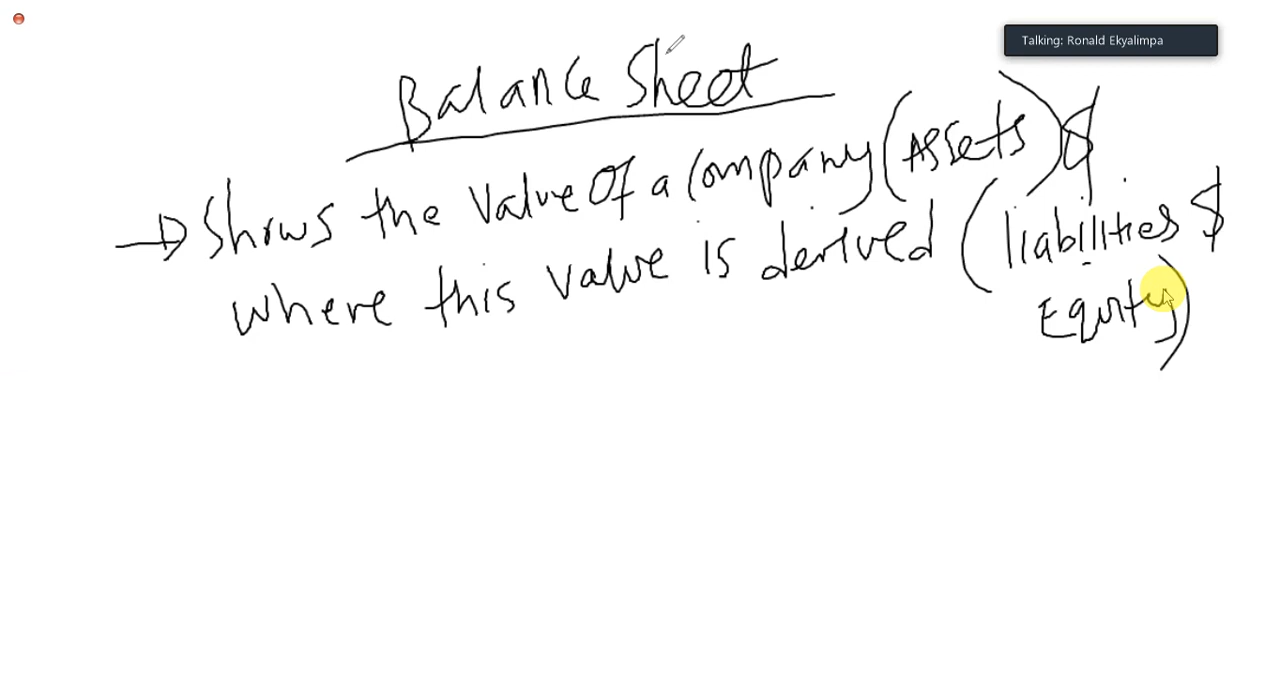 Talking: Ronald Ekyalimpa
Balance Sheet
→ Shows the Value Of a Company (Assets) &
where this value is derived (liabilities &
Equity)